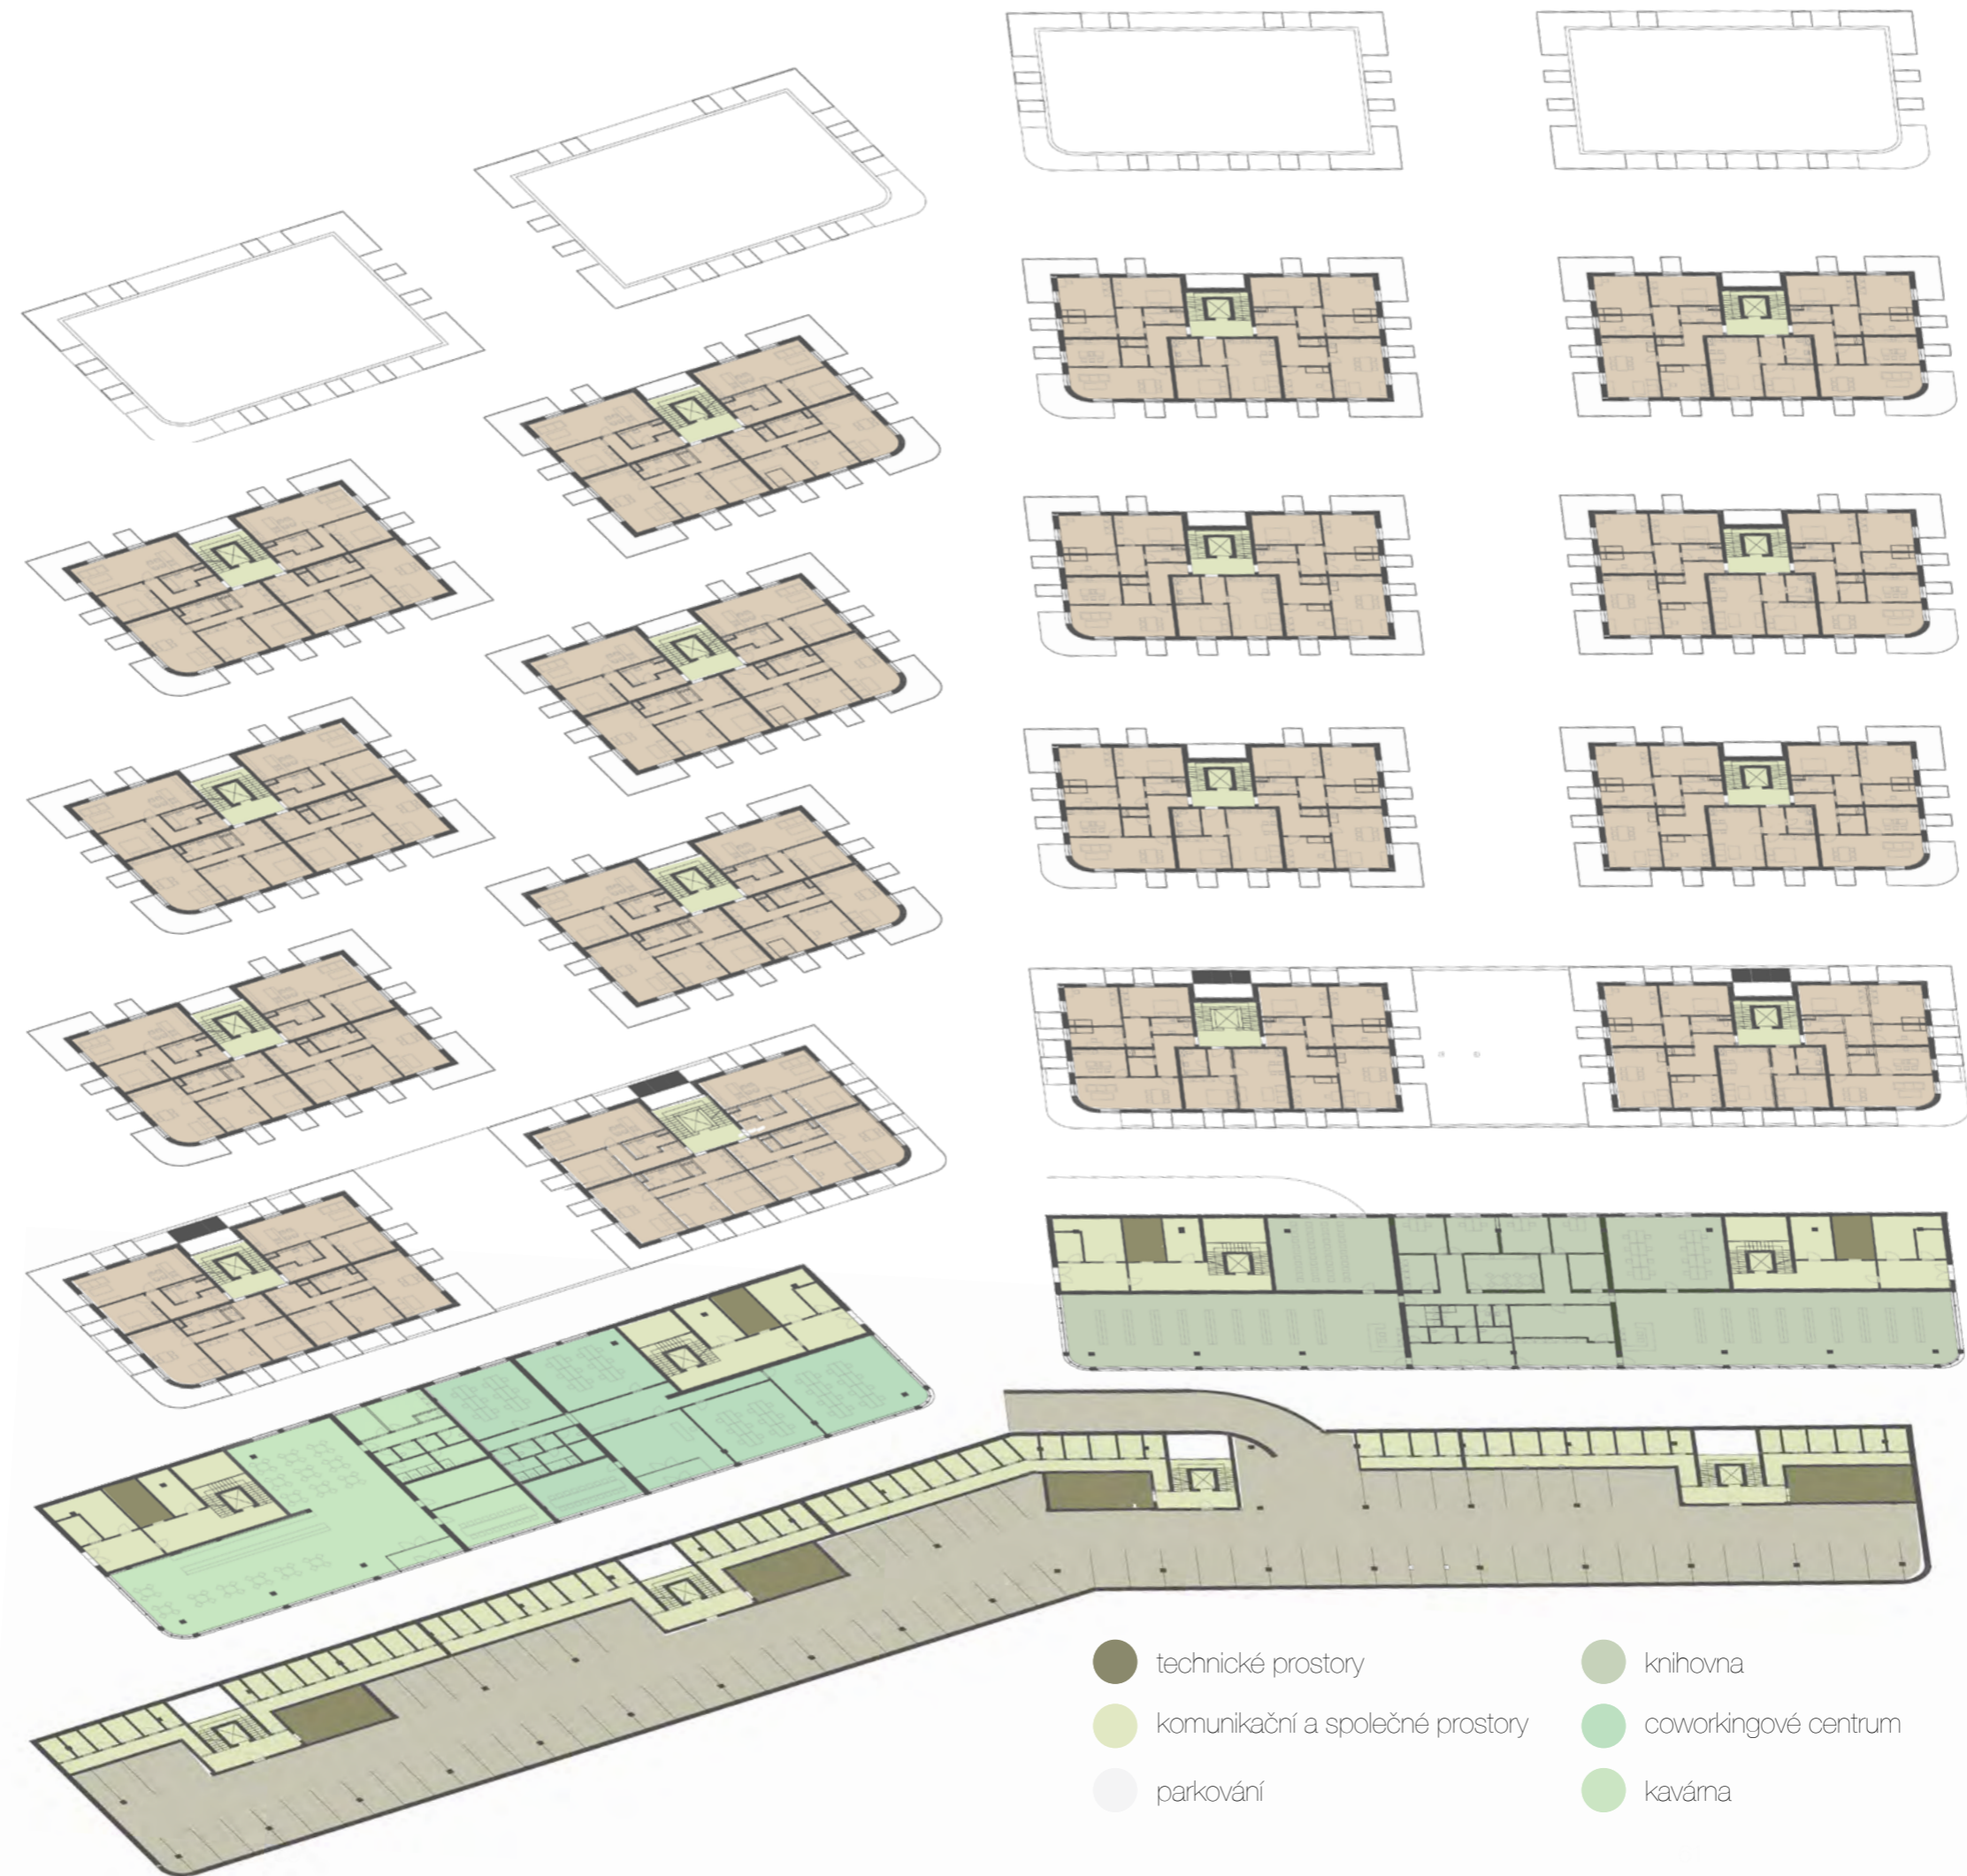 technické prostory
komunikační a společné prostory
parkování
knihovna
coworkingové centrum
kavárna